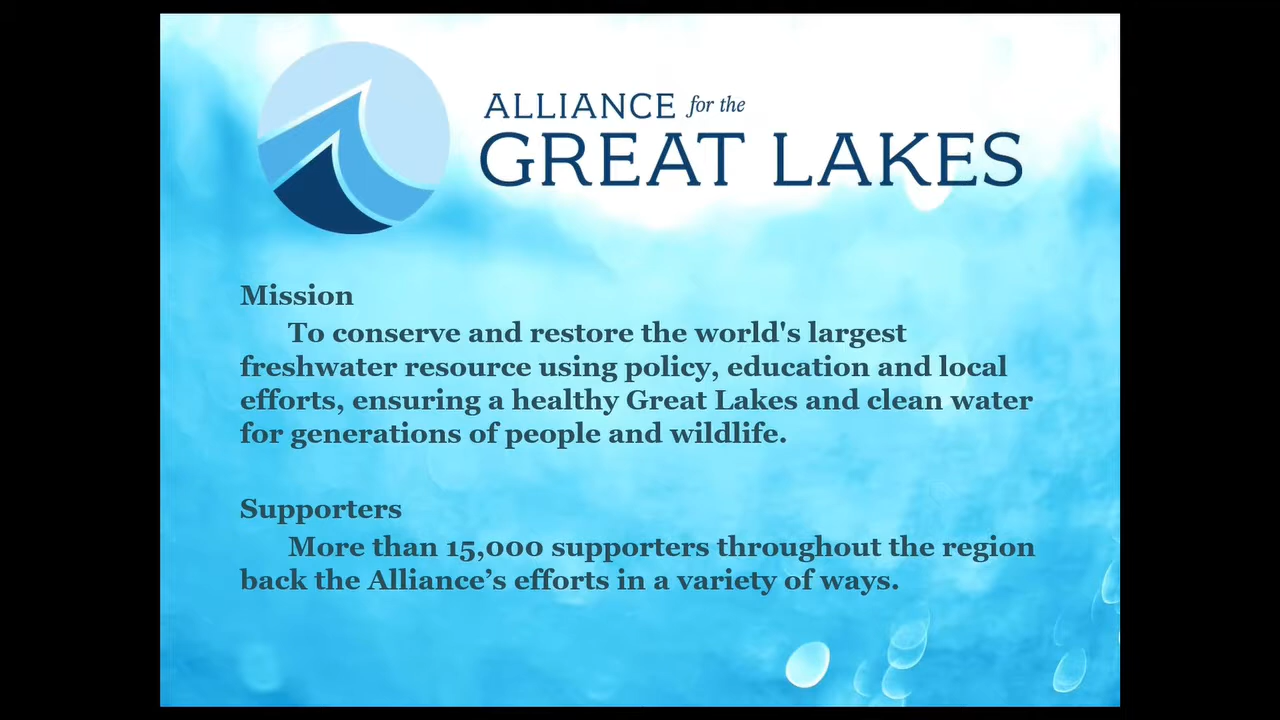 ALLIANCE for the
GREAT LAKES
Mission
To conserve and restore the world's largest
freshwater resource using policy, education and local
efforts, ensuring a healthy Great Lakes and clean water
for generations of people and wildlife.
Supporters
More than 15,000 supporters throughout the region
back the Alliance’s efforts in a variety of ways.